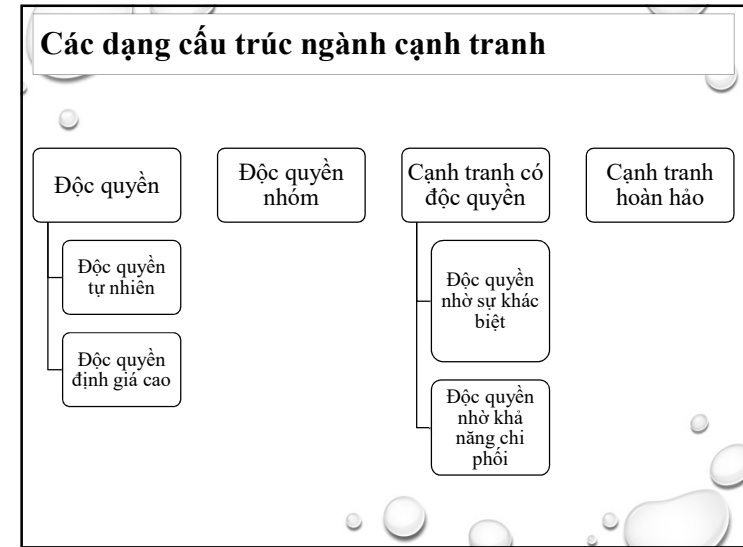 Các dạng cấu trúc ngành cạnh tranh
Độc quyền
Độc quyền
tự nhiên
Độc quyền
định giá cao
Độc quyền
nhóm
Cạnh tranh có
độc quyền
Độc quyền
nhờ sự khác
biệt
Độc quyền
nhờ khả
năng chi
phối
Cạnh tranh
hoàn hảo